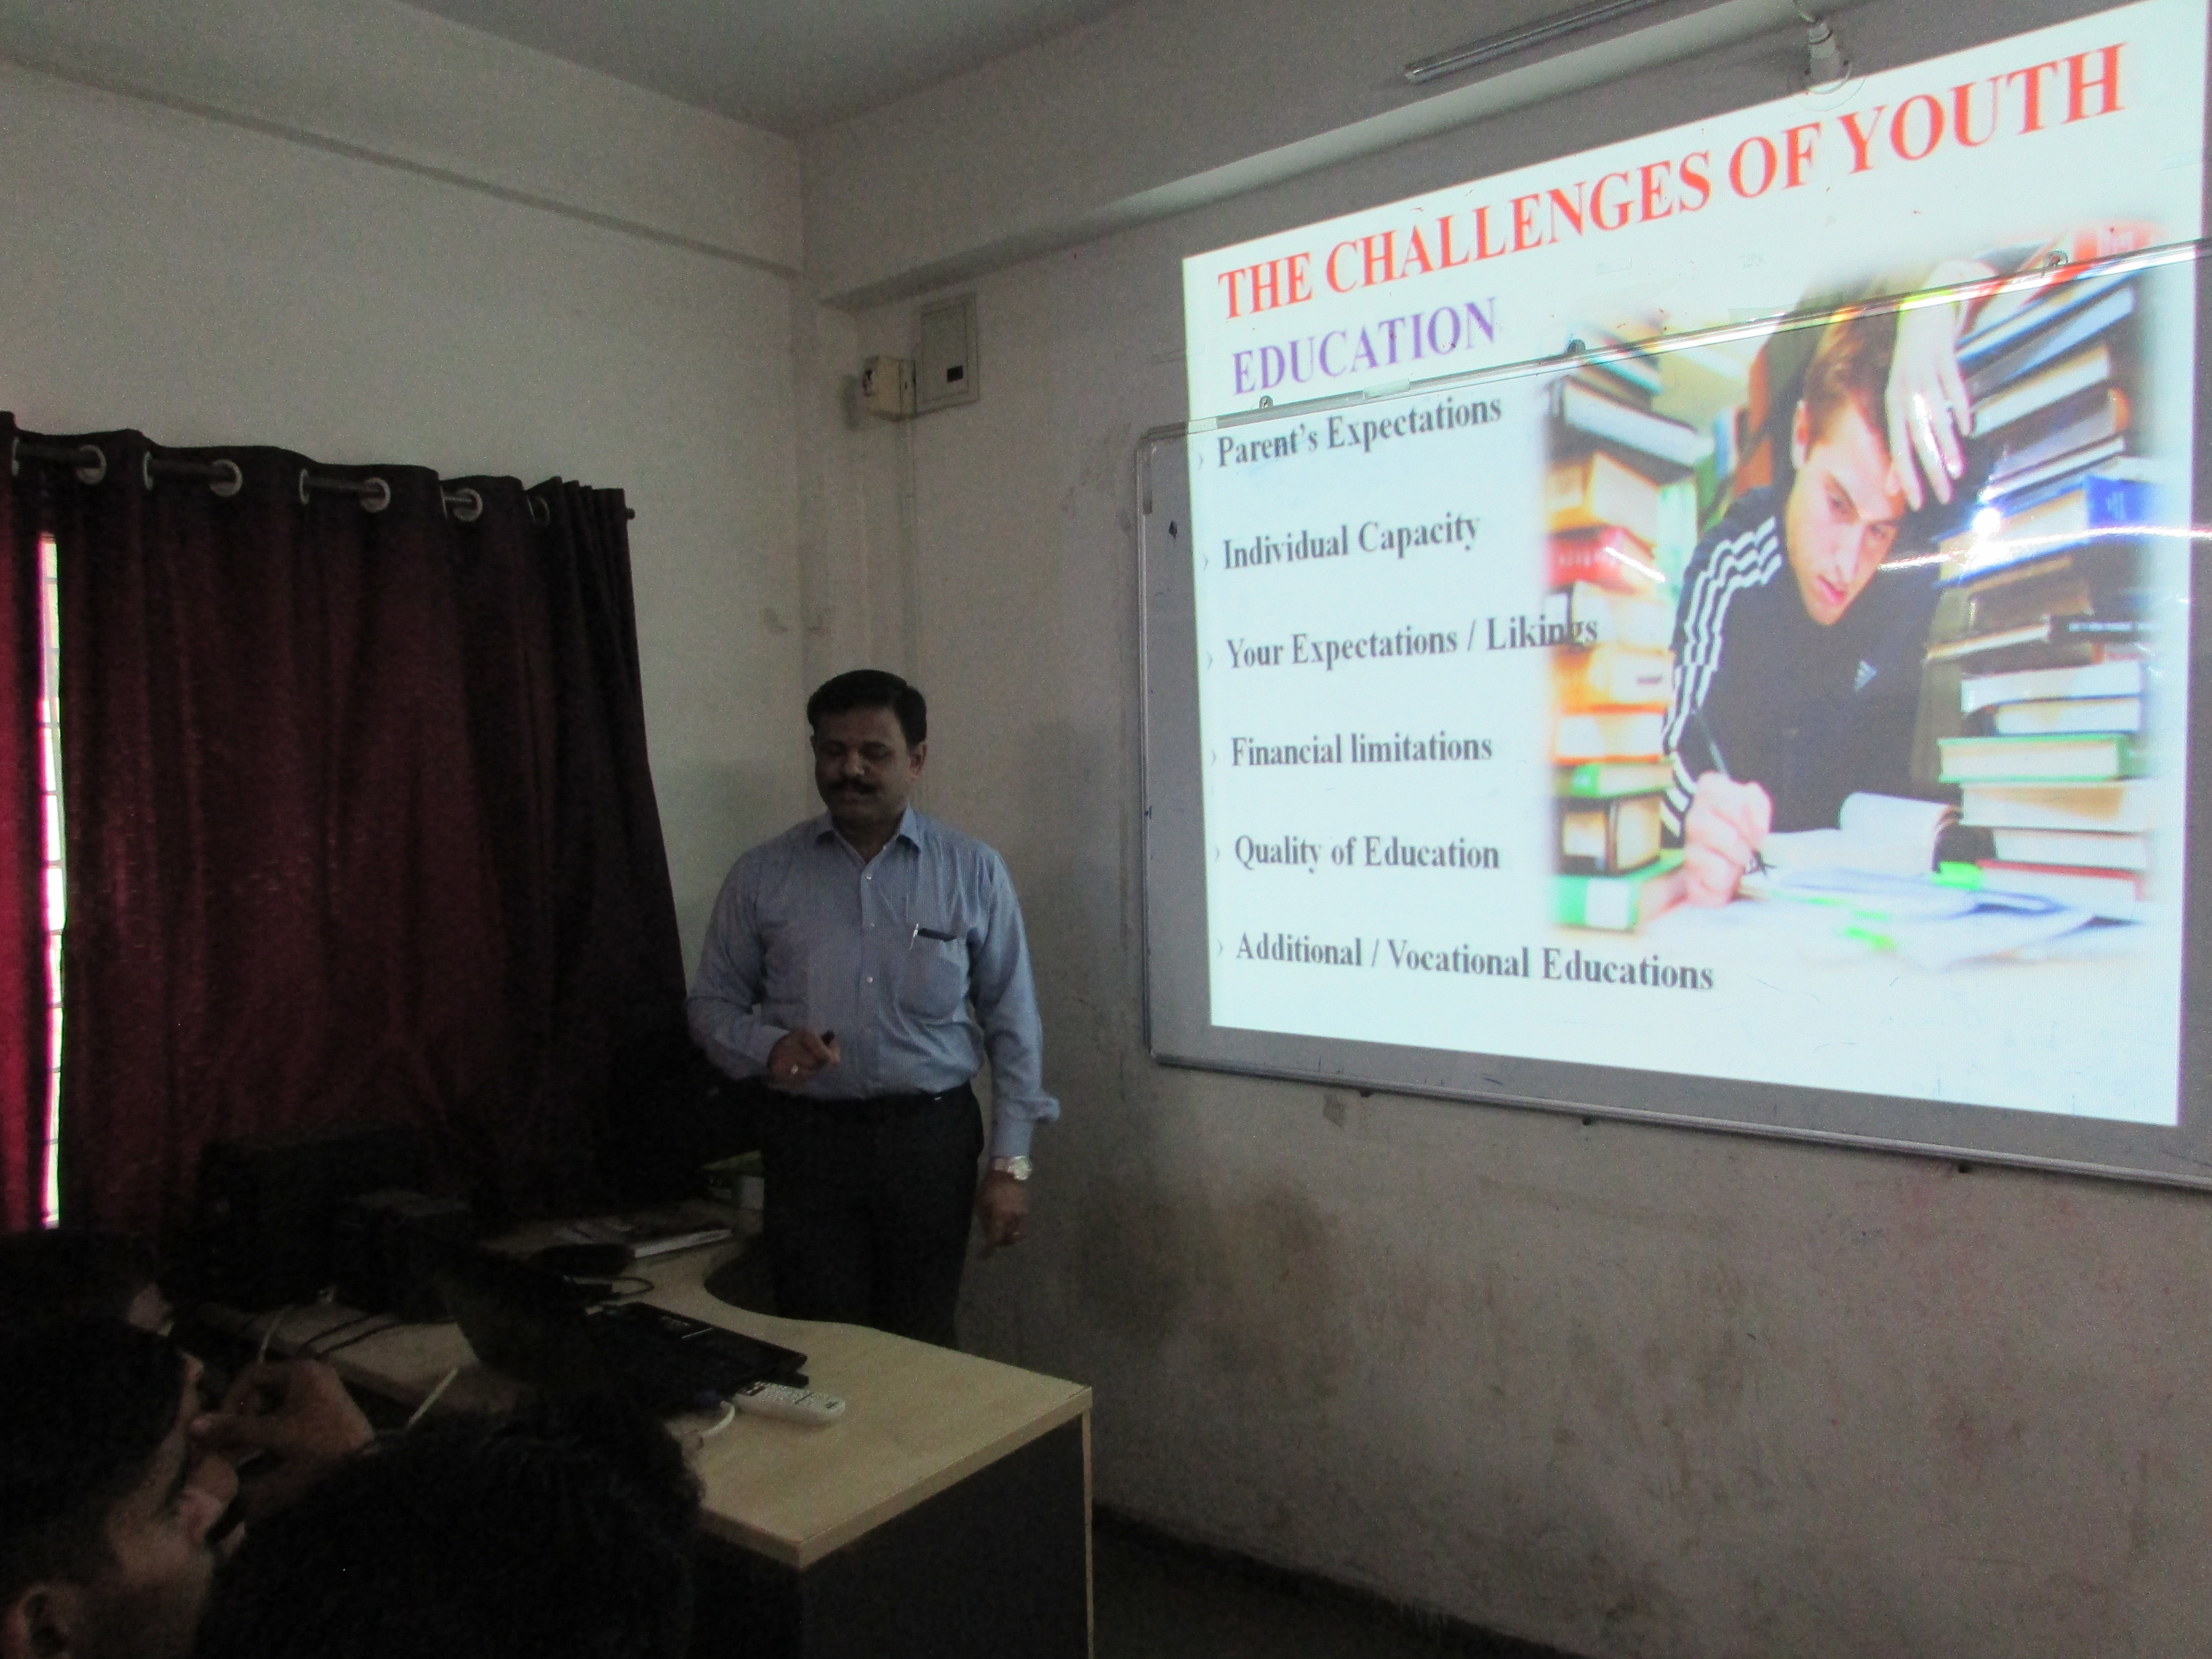 THE CHALLENGES OF YOUTH
EDUCATION
Parent's Expectations
Individual Capacity
Your Expectations / Likings
Financial limitations
Quality of Education
Additional / Vocational Educations